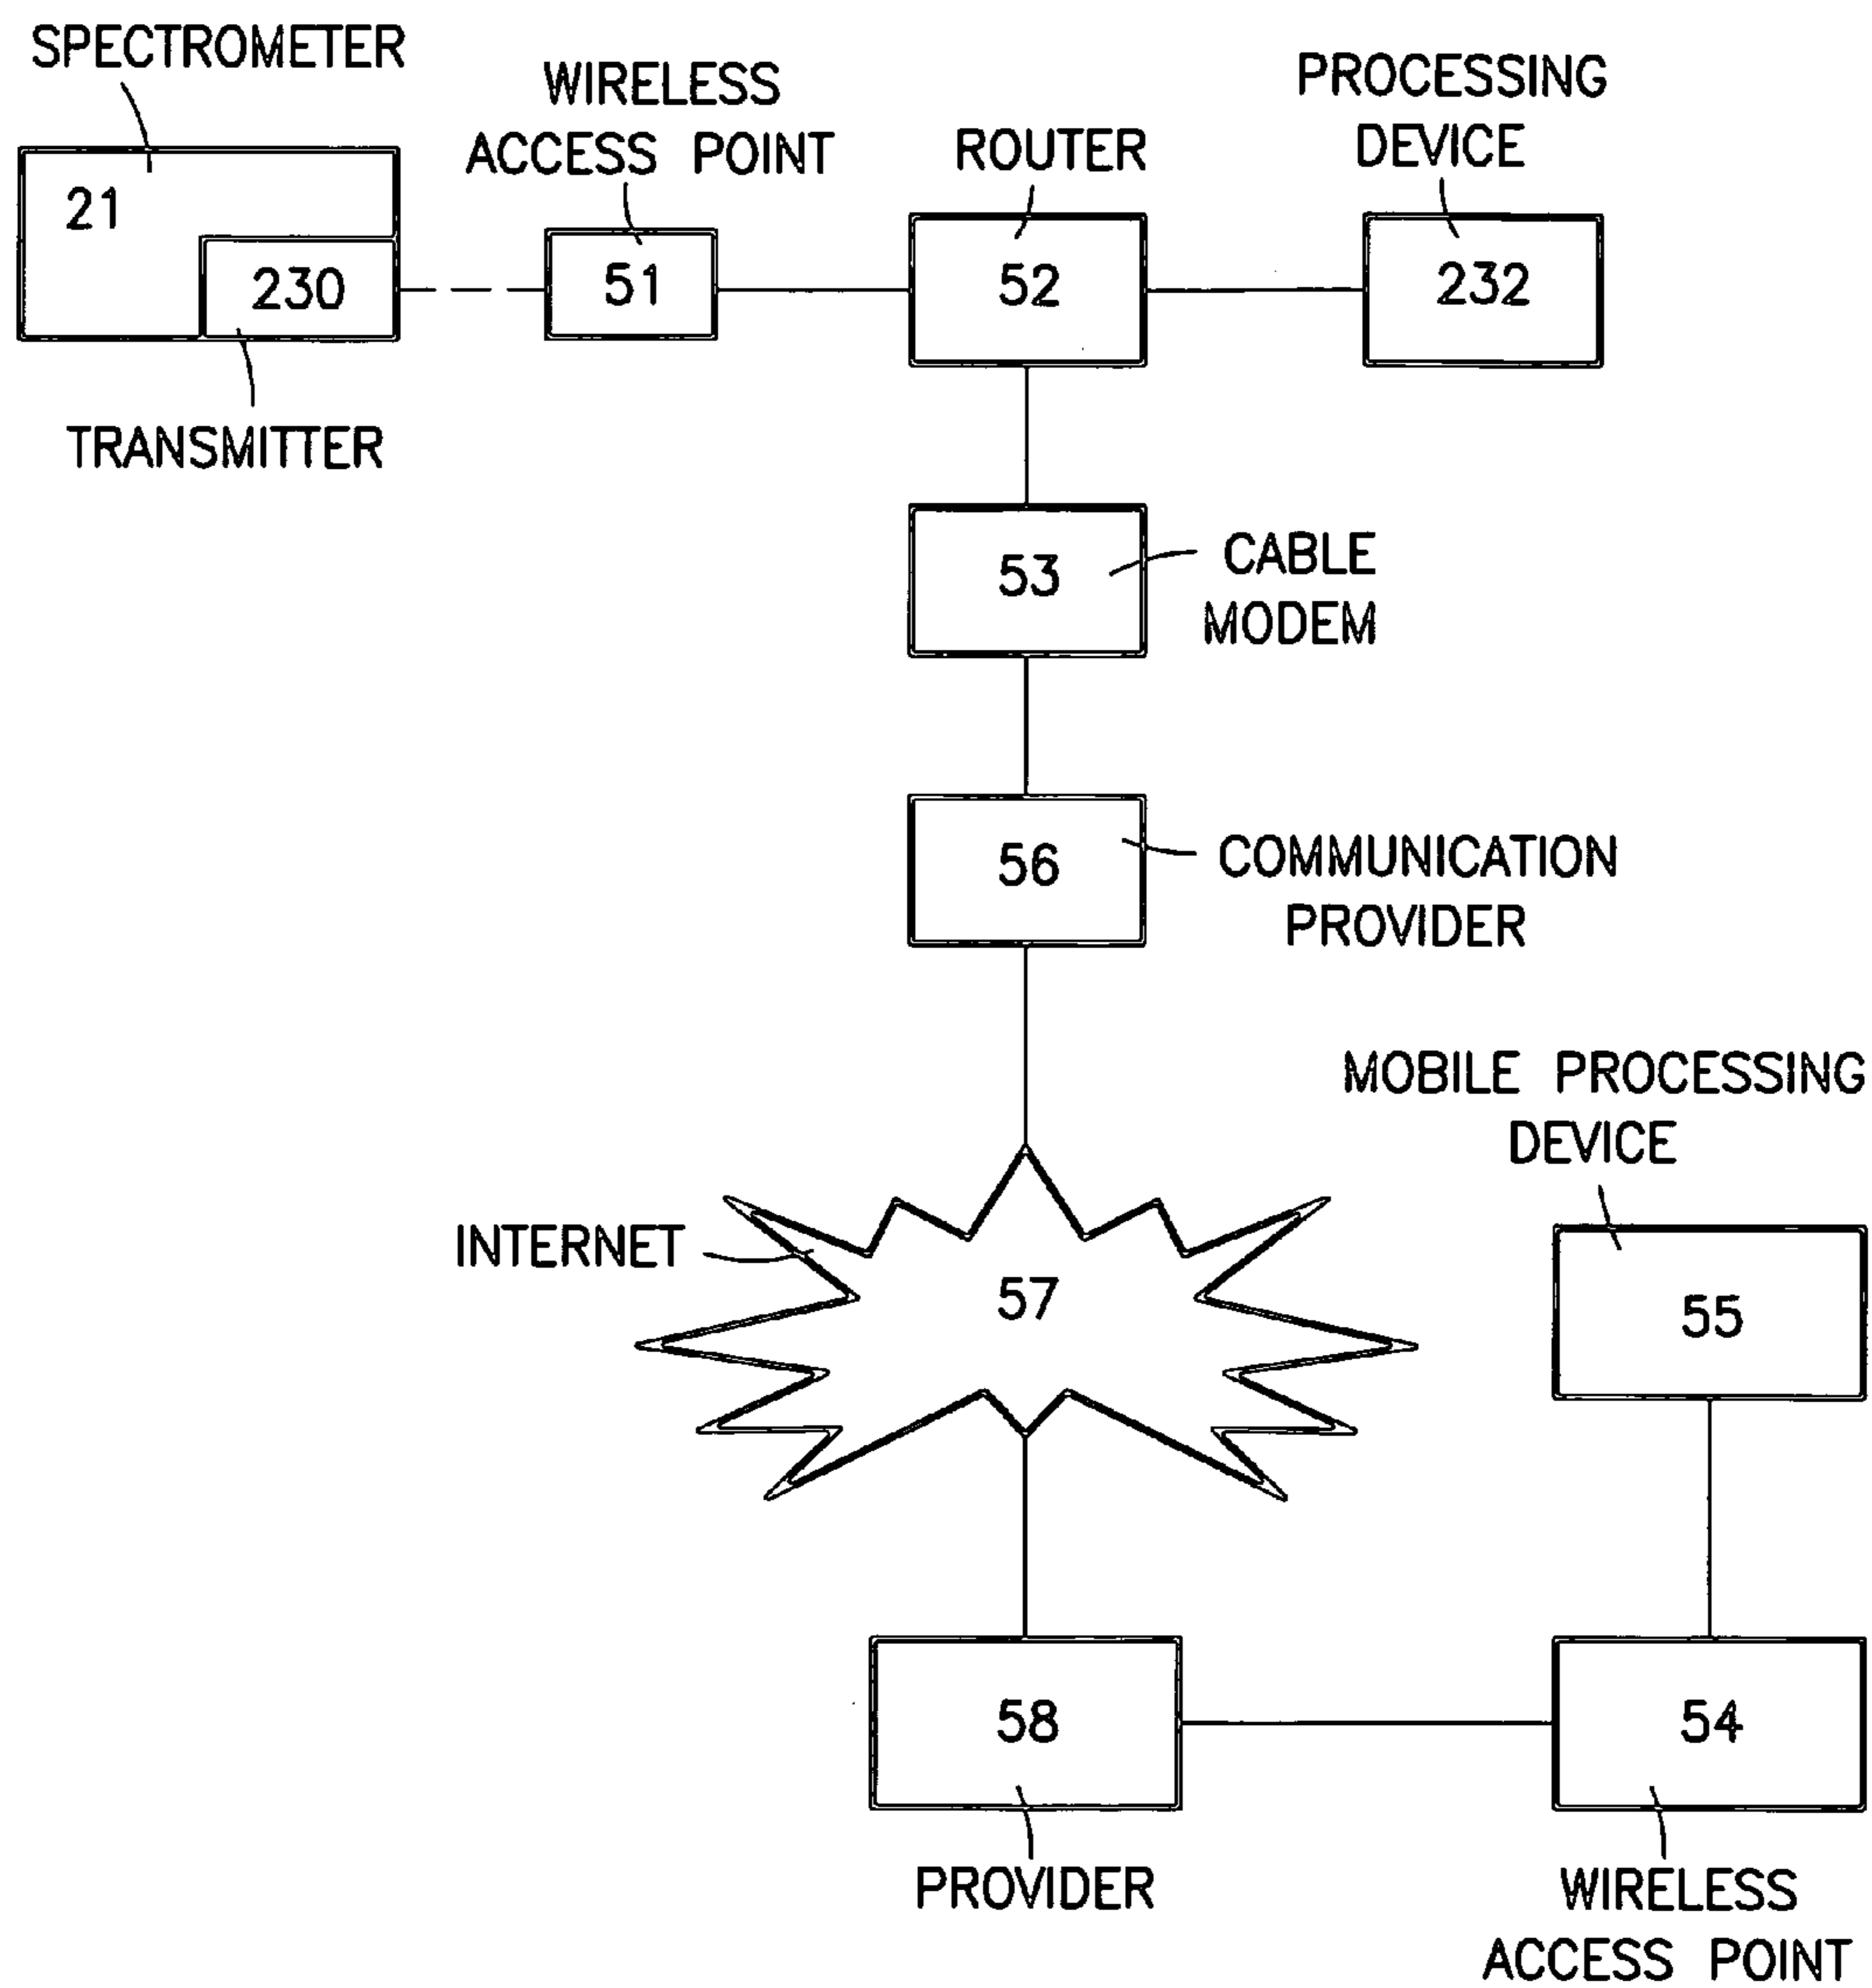 SPECTROMETER
WIRELESS
ACCESS POINT
ROUTER
PROCESSING
DEVICE
21
230
51
52
232
TRANSMITTER
53
CABLE
MODEM
56
COMMUNICATION
PROVIDER
MOBILE PROCESSING
DEVICE
INTERNET
57
55
58
54
PROVIDER
WIRELESS
ACCESS POINT